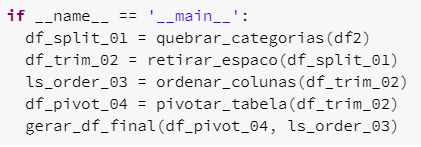 if __name__ == '__main__':
  df_split_01 = quebrar_categorias(df2)
  df_trim_02 = retirar_espaco(df_split_01)
  ls_order_03 = ordenar_colunas(df_trim_02)
  df_pivot_04 = pivotar_tabela(df_trim_02)
  gerar_df_final(df_pivot_04, ls_order_03)